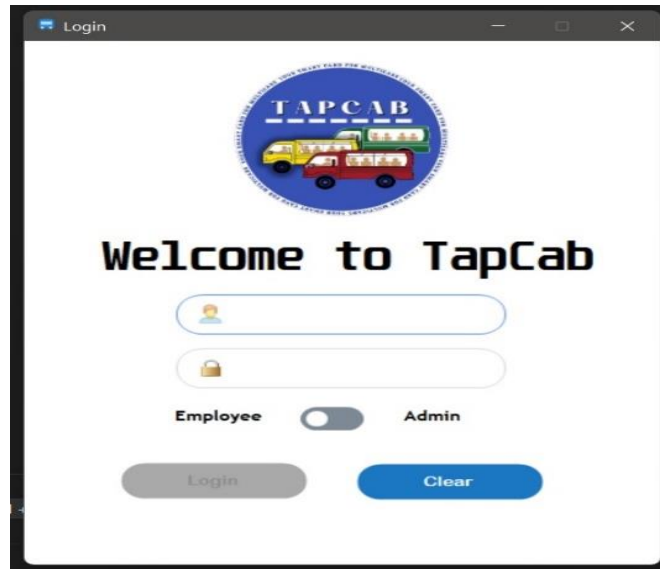 Login
TAPCAB
Welcome to TapCab
Employee Admin
Login Clear